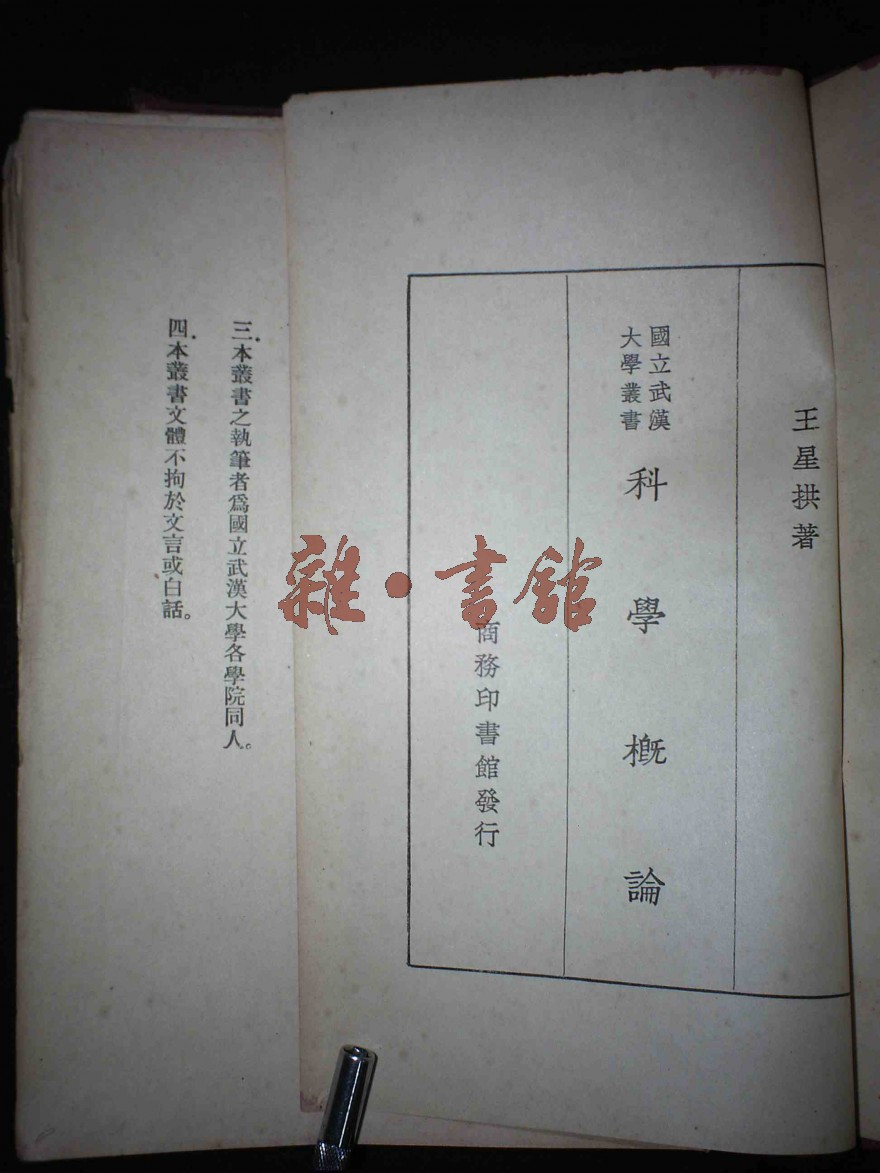 王星拱著
國立武漢
大學叢書
科學概論
商務印書館發行
三.本叢書之執筆者爲國立武漢大學各學院同人。
四.本叢書文體不拘於文言或白話。
雜·書館